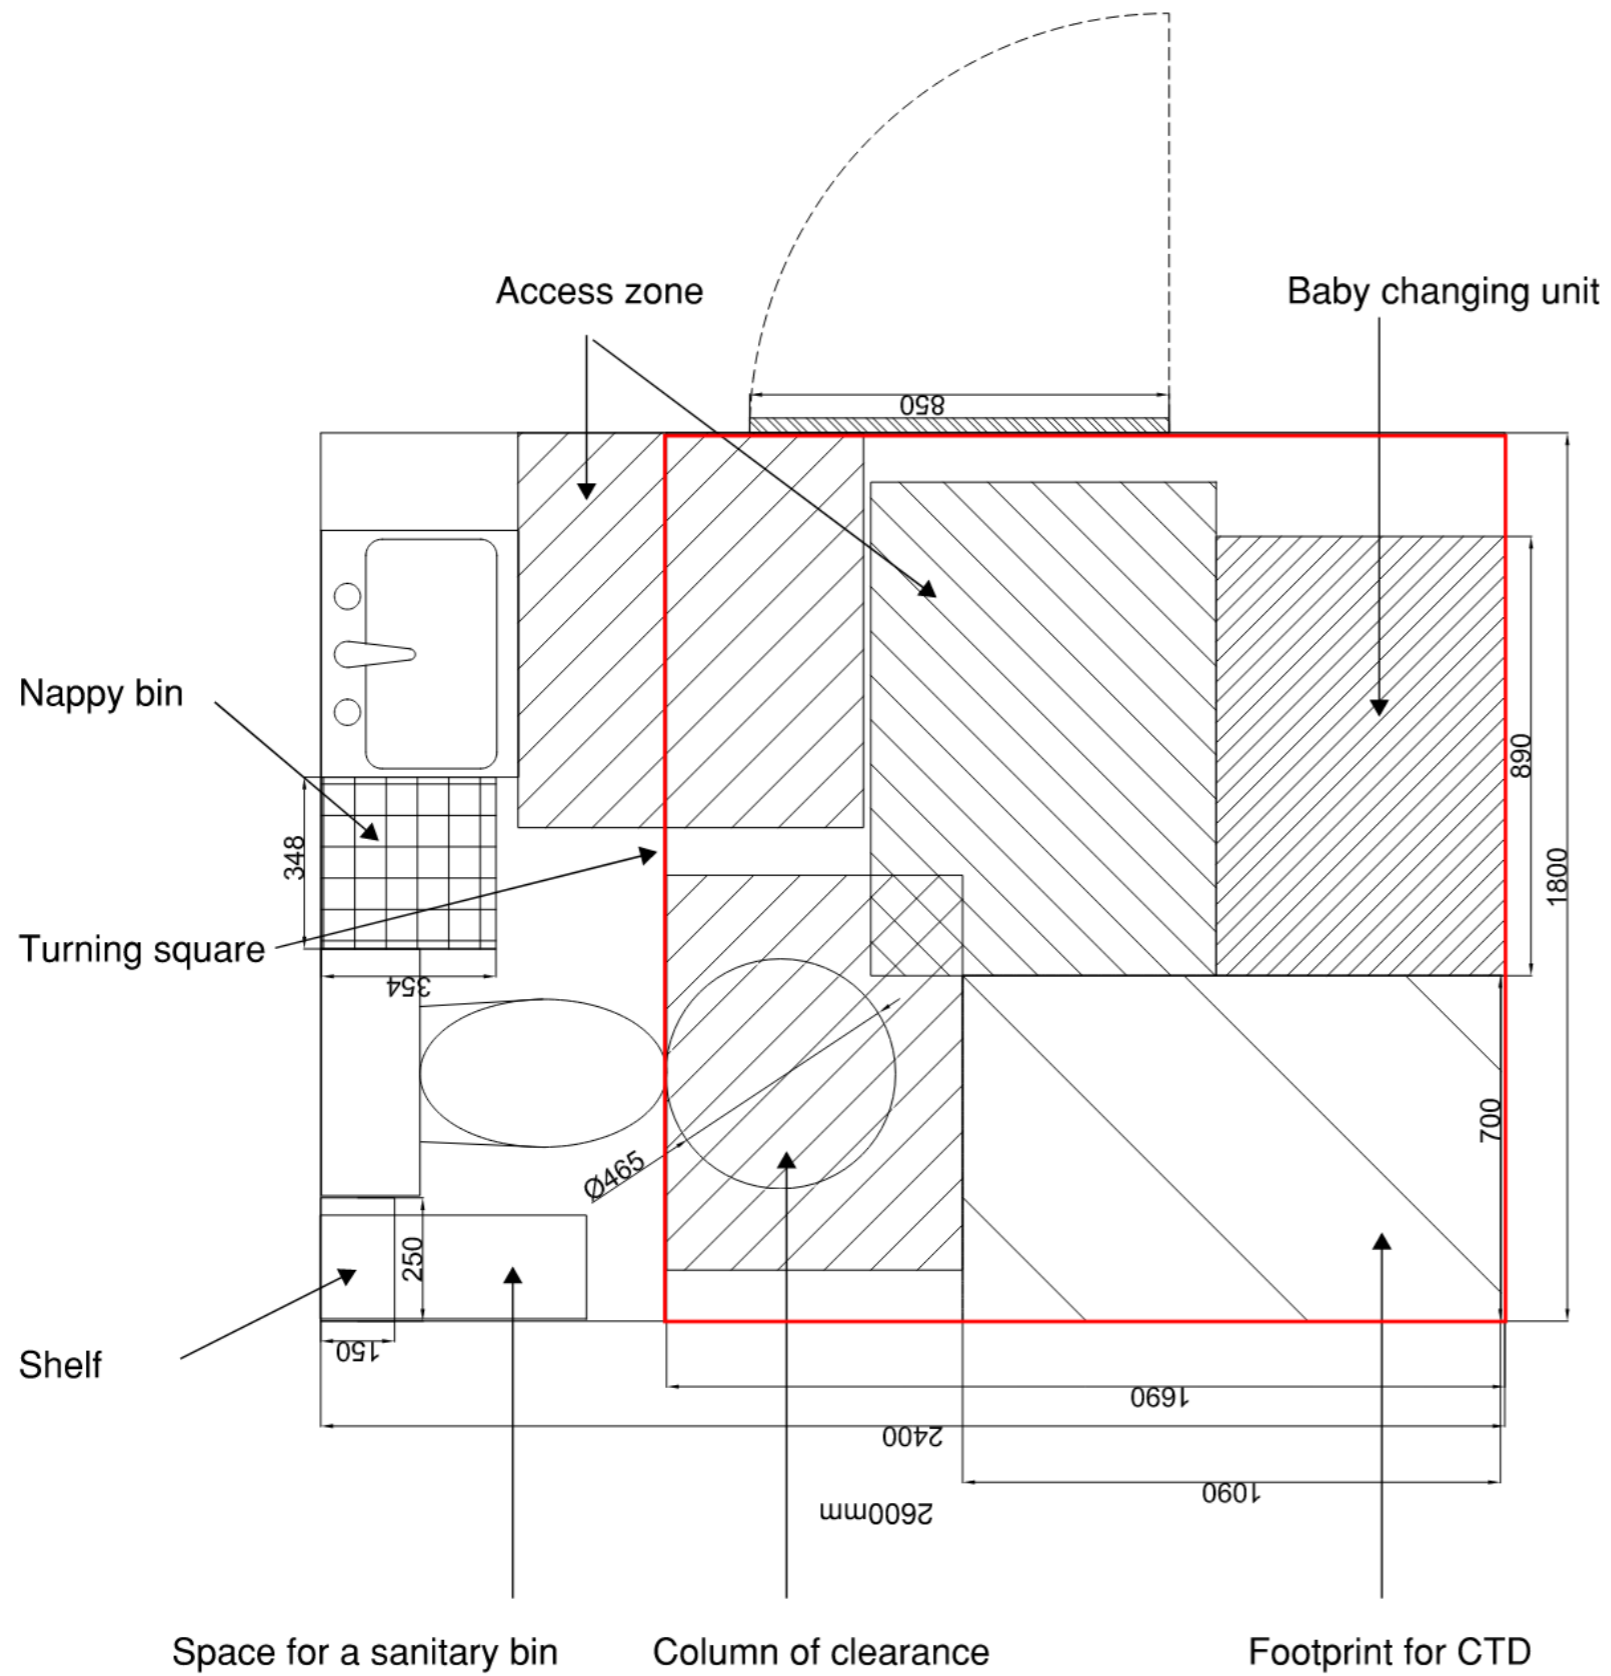 Access zone
Baby changing unit
850
Nappy bin
890
348
1800
Turning square
354
700
Ø465
250
Shelf
150
1690
2400
1090
2600mm
Space for a sanitary bin
Column of clearance
Footprint for CTD